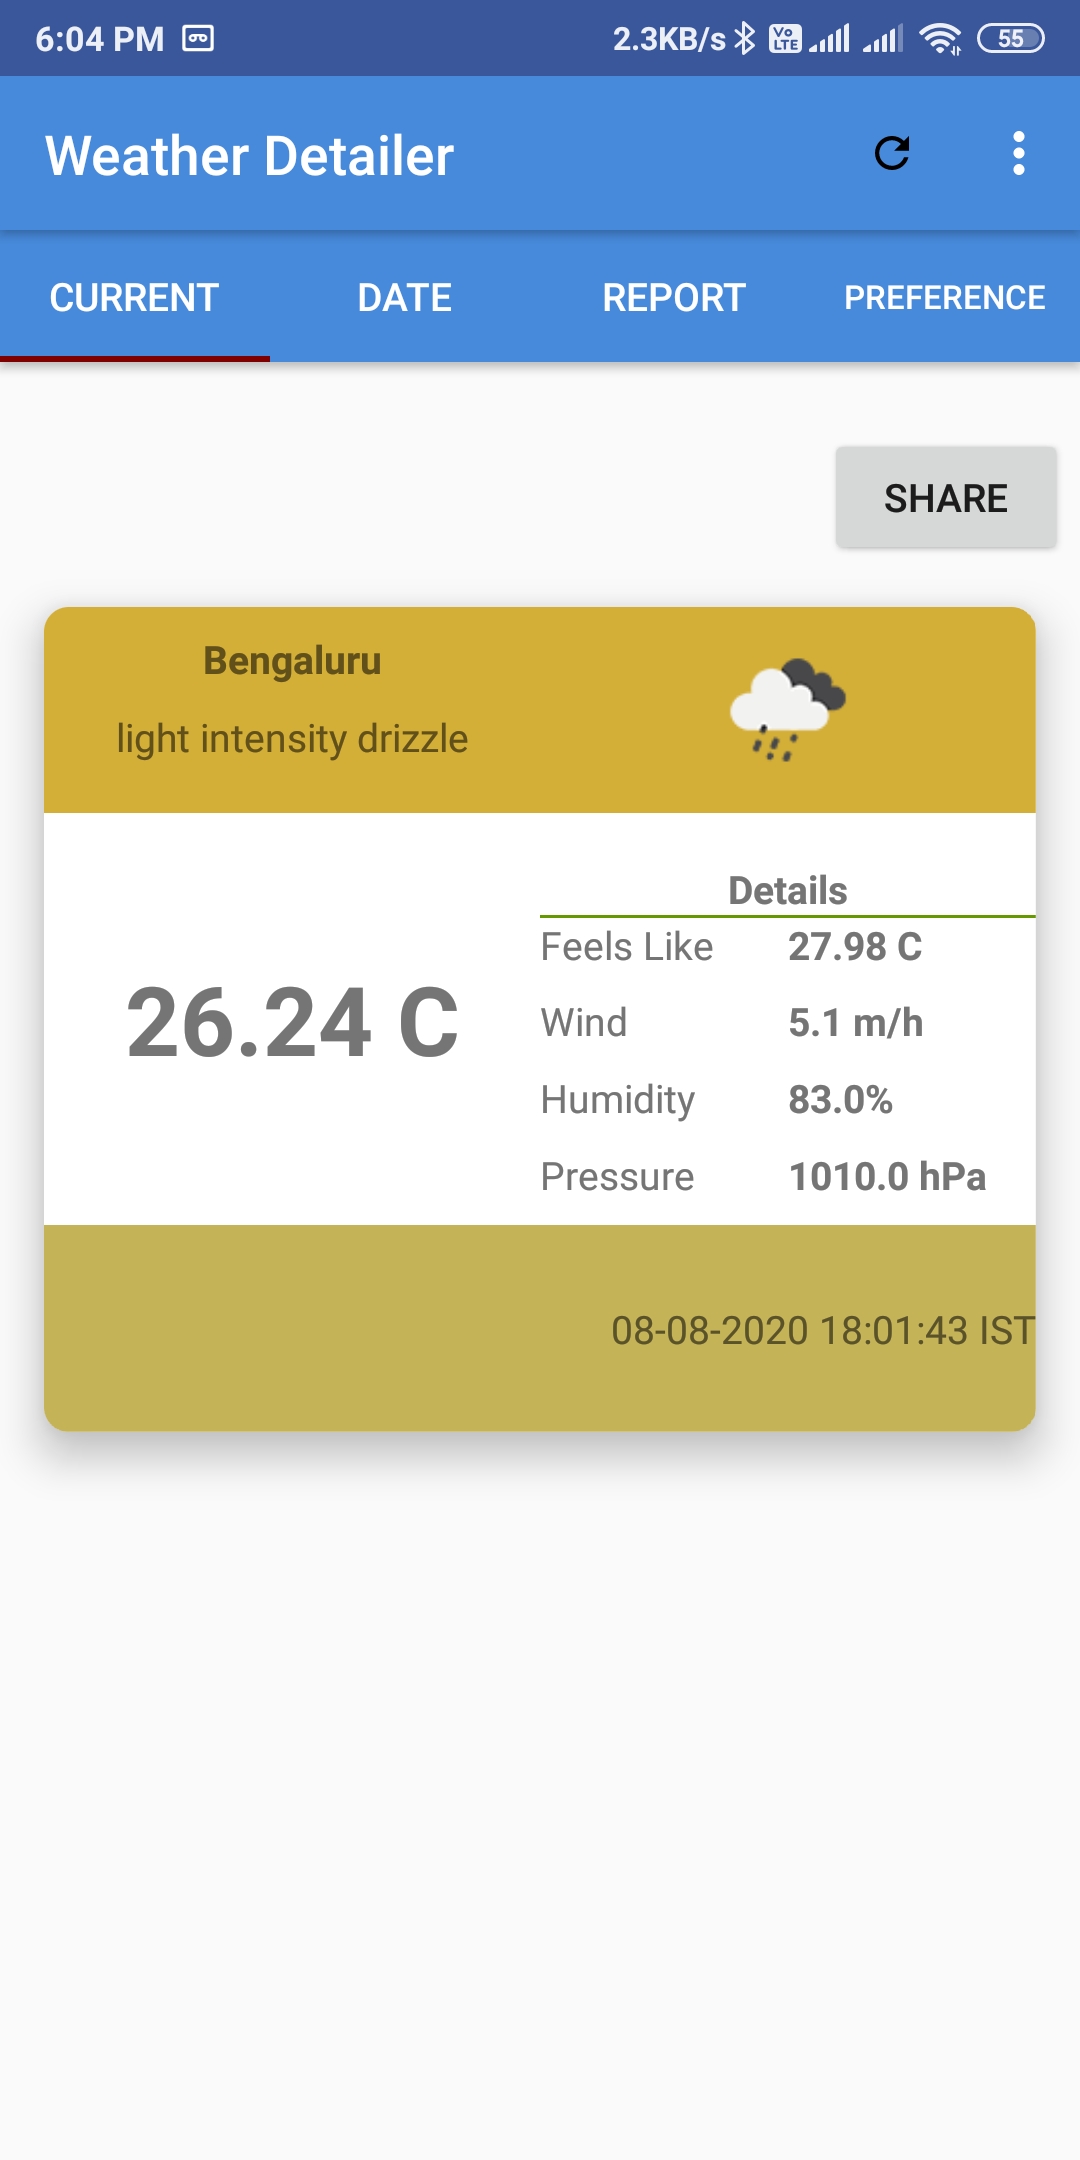 6:04 PM 2.3KB/s Vo LTE 55
Weather Detailer
CURRENT DATE REPORT PREFERENCE
SHARE
Bengaluru
light intensity drizzle
Details
Feels Like 27.98 C
26.24 C
Wind 5.1 m/h
Humidity 83.0%
Pressure 1010.0 hPa
08-08-2020 18:01:43 IST